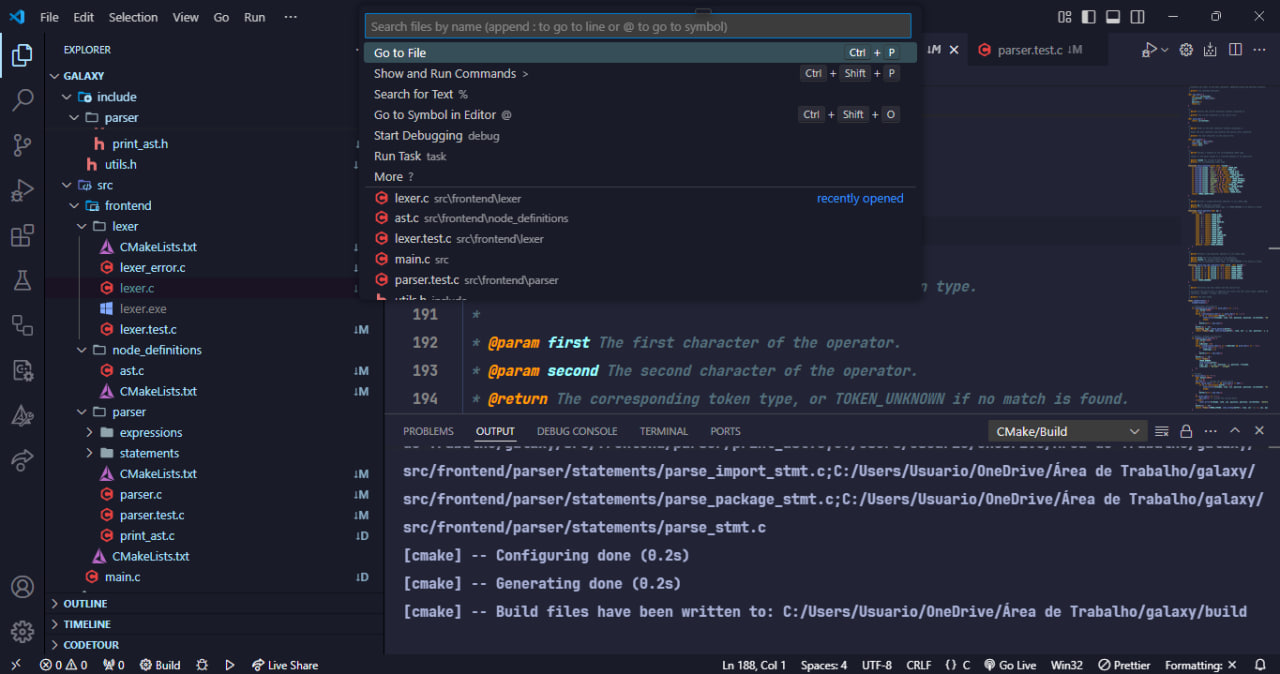 File Edit Selection View Go Run ···
Search files by name (append : to go to line or @ to go to symbol)
Go to File Ctrl + P
Show and Run Commands > Ctrl + Shift + P
Search for Text %
Go to Symbol in Editor @ Ctrl + Shift + O
Start Debugging debug
Run Task task
More ?
lexer.c src\frontend\lexer recently opened
ast.c src\frontend\node_definitions
lexer.test.c src\frontend\lexer
main.c src
parser.test.c src\frontend\parser
utils.h include
↓M
parser.test.c ↓M
EXPLORER
GALAXY
include
parser
print_ast.h
utils.h
src
frontend
lexer
CMakeLists.txt
lexer_error.c
lexer.c
lexer.exe
lexer.test.c ↓M
node_definitions
ast.c ↓M
CMakeLists.txt ↓M
parser
expressions
statements
CMakeLists.txt ↓M
parser.c ↓M
parser.test.c ↓M
print_ast.c ↓D
CMakeLists.txt
main.c ↓D
OUTLINE
TIMELINE
CODETOUR
type.
191 *
192 * @param first The first character of the operator.
193 * @param second The second character of the operator.
194 * @return The corresponding token type, or TOKEN_UNKNOWN if no match is found.
PROBLEMS OUTPUT DEBUG CONSOLE TERMINAL PORTS CMake/Build
src/frontend/parser/statements/parse_import_stmt.c;C:/Users/Usuario/OneDrive/Área de Trabalho/galaxy/
src/frontend/parser/statements/parse_package_stmt.c;C:/Users/Usuario/OneDrive/Área de Trabalho/galaxy/
src/frontend/parser/statements/parse_stmt.c
[cmake] -- Configuring done (0.2s)
[cmake] -- Generating done (0.2s)
[cmake] -- Build files have been written to: C:/Users/Usuario/OneDrive/Área de Trabalho/galaxy/build
0 0 0 Build Live Share Ln 188, Col 1 Spaces: 4 UTF-8 CRLF {} C Go Live Win32 Prettier Formatting: ×